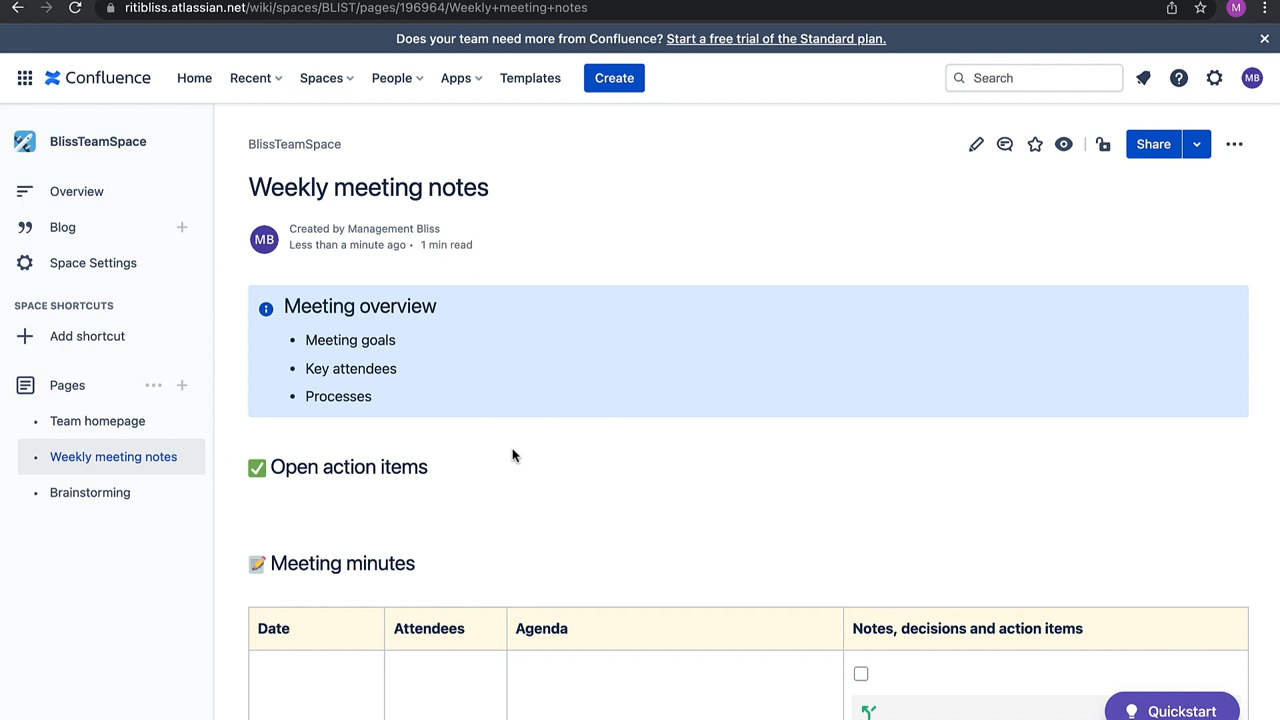 ritibliss.atlassian.net/wiki/spaces/BLIST/pages/196964/Weekly+meeting+notes
M
Does your team need more from Confluence? Start a free trial of the Standard plan.
Confluence
Home
Recent
Spaces
People
Apps
Templates
Create
Search
MB
BlissTeamSpace
Overview
Blog
Space Settings
SPACE SHORTCUTS
Add shortcut
Pages
Team homepage
Weekly meeting notes
Brainstorming
BlissTeamSpace
Share
Weekly meeting notes
MB
Created by Management Bliss
Less than a minute ago • 1 min read
Meeting overview
• Meeting goals
• Key attendees
• Processes
✅ Open action items
📝 Meeting minutes
Date
Attendees
Agenda
Notes, decisions and action items
Quickstart